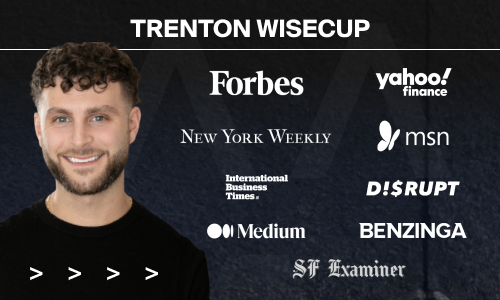 TRENTON WISECUP
Forbes
yahoo!
finance
NEW YORK WEEKLY
msn
International
Business
Times.
D!$RUPT
Medium
BENZINGA
SF Examiner
> > > >